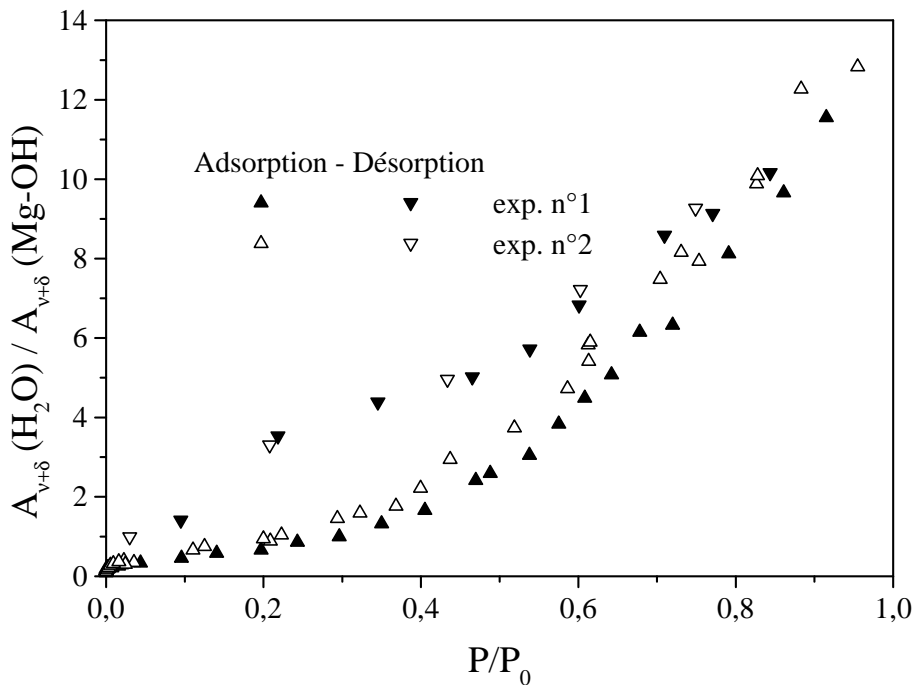 14
12
10
8
6
4
2
0
A_{ν+δ} (H_2O) / A_{ν+δ} (Mg-OH)
Adsorption - Désorption
exp. n°1
exp. n°2
0,0 0,2 0,4 0,6 0,8 1,0
P/P_0